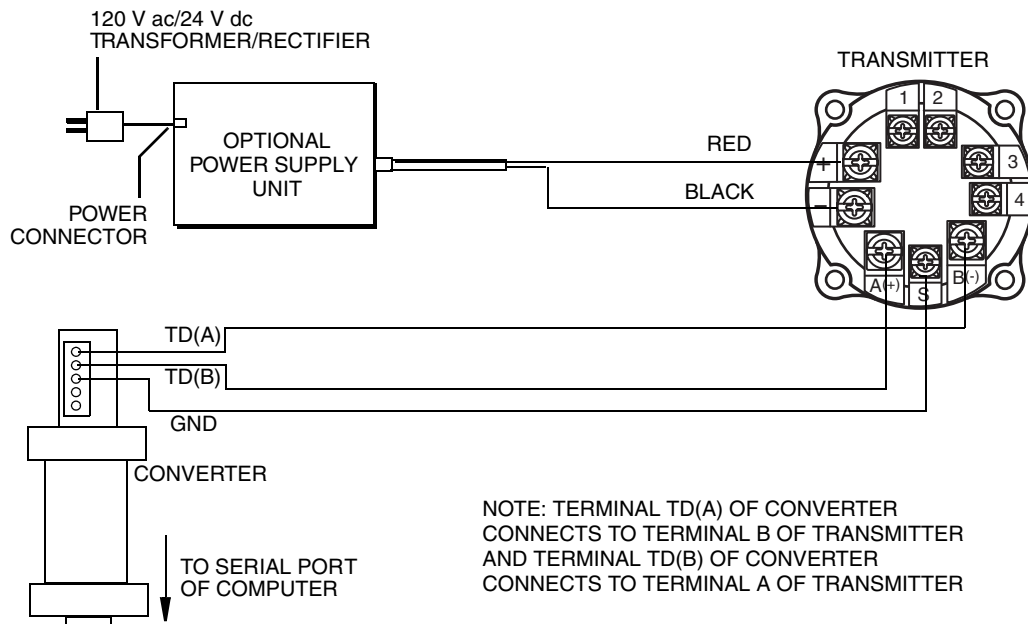 120 V ac/24 V dc
TRANSFORMER/RECTIFIER
TRANSMITTER
1 2
OPTIONAL
POWER SUPPLY
UNIT
RED
+
3
BLACK
-
4
POWER
CONNECTOR
A(+)
S
B(-)
TD(A)
TD(B)
GND
CONVERTER
NOTE: TERMINAL TD(A) OF CONVERTER
CONNECTS TO TERMINAL B OF TRANSMITTER
AND TERMINAL TD(B) OF CONVERTER
CONNECTS TO TERMINAL A OF TRANSMITTER
TO SERIAL PORT
OF COMPUTER